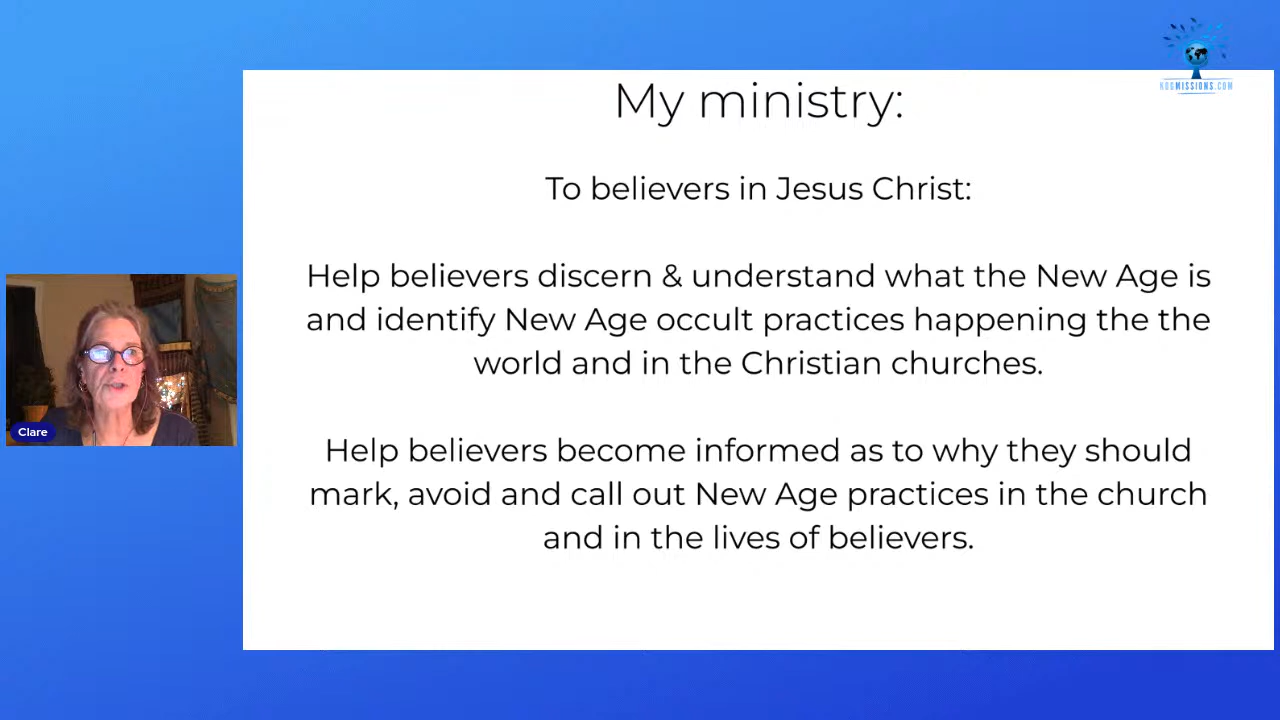 My ministry:
To believers in Jesus Christ:
Help believers discern & understand what the New Age is
and identify New Age occult practices happening the the
world and in the Christian churches.
Help believers become informed as to why they should
mark, avoid and call out New Age practices in the church
and in the lives of believers.
Clare